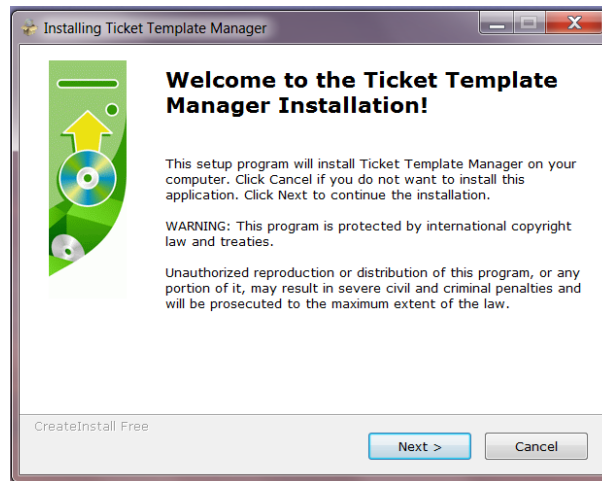 Installing Ticket Template Manager
Welcome to the Ticket Template
Manager Installation!
This setup program will install Ticket Template Manager on your
computer. Click Cancel if you do not want to install this
application. Click Next to continue the installation.
WARNING: This program is protected by international copyright
law and treaties.
Unauthorized reproduction or distribution of this program, or any
portion of it, may result in severe civil and criminal penalties and
will be prosecuted to the maximum extent of the law.
CreateInstall Free
Next >
Cancel